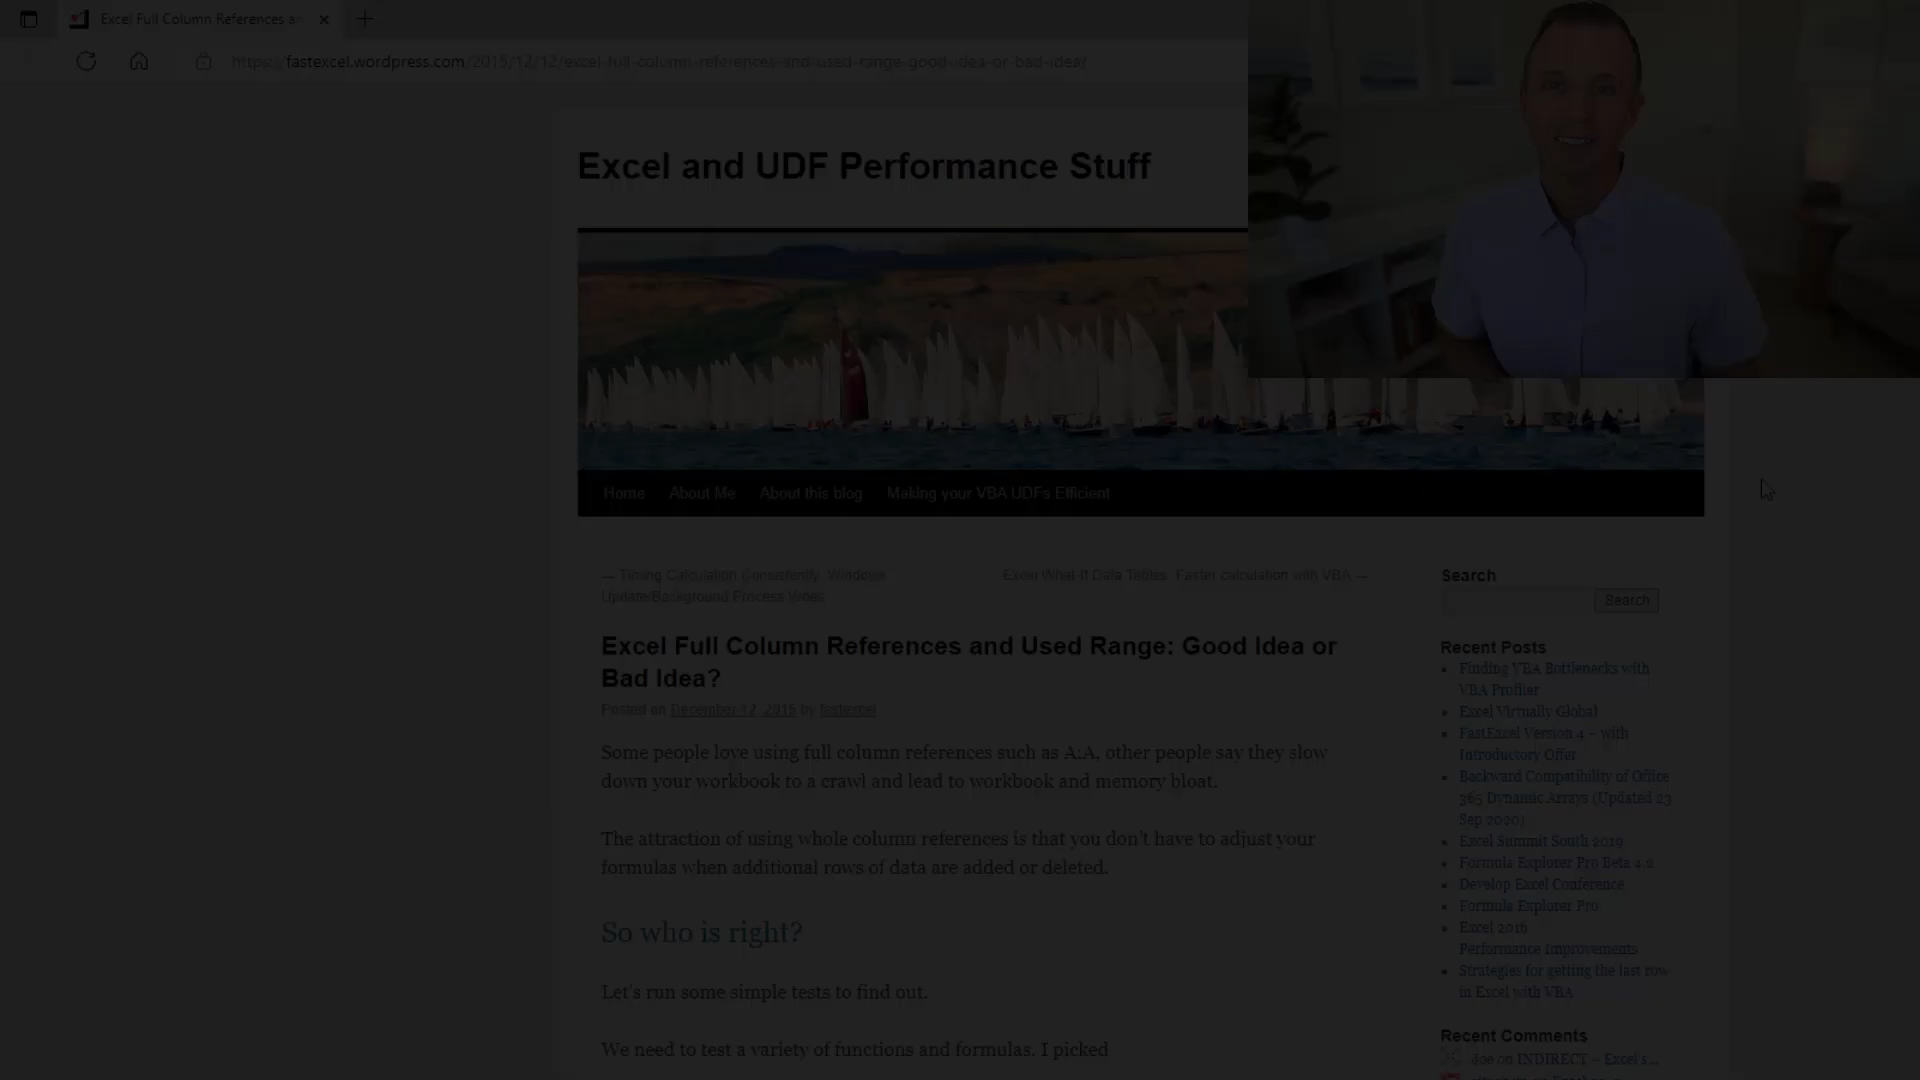 Excel Full Column References an
https://fastexcel.wordpress.com/2015/12/12/excel-full-column-references-and-used-range-good-idea-or-bad-idea/
Excel and UDF Performance Stuff
Home About Me About this blog Making your VBA UDFs Efficient
← Timing Calculation Consistently: Windows
Update/Background Process Woes
Excel What-If Data Tables: Faster calculation with VBA →
Excel Full Column References and Used Range: Good Idea or
Bad Idea?
Posted on December 12, 2015 by fastexcel
Some people love using full column references such as A:A, other people say they slow
down your workbook to a crawl and lead to workbook and memory bloat.
The attraction of using whole column references is that you don't have to adjust your
formulas when additional rows of data are added or deleted.
So who is right?
Let's run some simple tests to find out.
We need to test a variety of functions and formulas. I picked
Search
Search
Recent Posts
Finding VBA Bottlenecks with
VBA Profiler
Excel Virtually Global
FastExcel Version 4 – with
Introductory Offer
Backward Compatibility of Office
365 Dynamic Arrays (Updated 23
Sep 2020)
Excel Summit South 2019
Formula Explorer Pro Beta 4.2
Develop Excel Conference
Formula Explorer Pro
Excel 2016
Performance Improvements
Strategies for getting the last row
in Excel with VBA
Recent Comments
Joe on INDIRECT – Excel's…